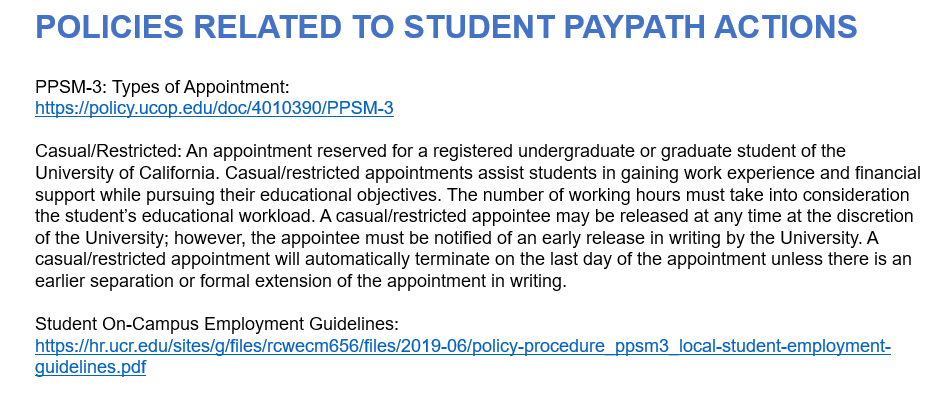 POLICIES RELATED TO STUDENT PAYPATH ACTIONS
PPSM-3: Types of Appointment:
https://policy.ucop.edu/doc/4010390/PPSM-3
Casual/Restricted: An appointment reserved for a registered undergraduate or graduate student of the
University of California. Casual/restricted appointments assist students in gaining work experience and financial
support while pursuing their educational objectives. The number of working hours must take into consideration
the student’s educational workload. A casual/restricted appointee may be released at any time at the discretion
of the University; however, the appointee must be notified of an early release in writing by the University. A
casual/restricted appointment will automatically terminate on the last day of the appointment unless there is an
earlier separation or formal extension of the appointment in writing.
Student On-Campus Employment Guidelines:
https://hr.ucr.edu/sites/g/files/rcwecm656/files/2019-06/policy-procedure_ppsm3_local-student-employment-
guidelines.pdf